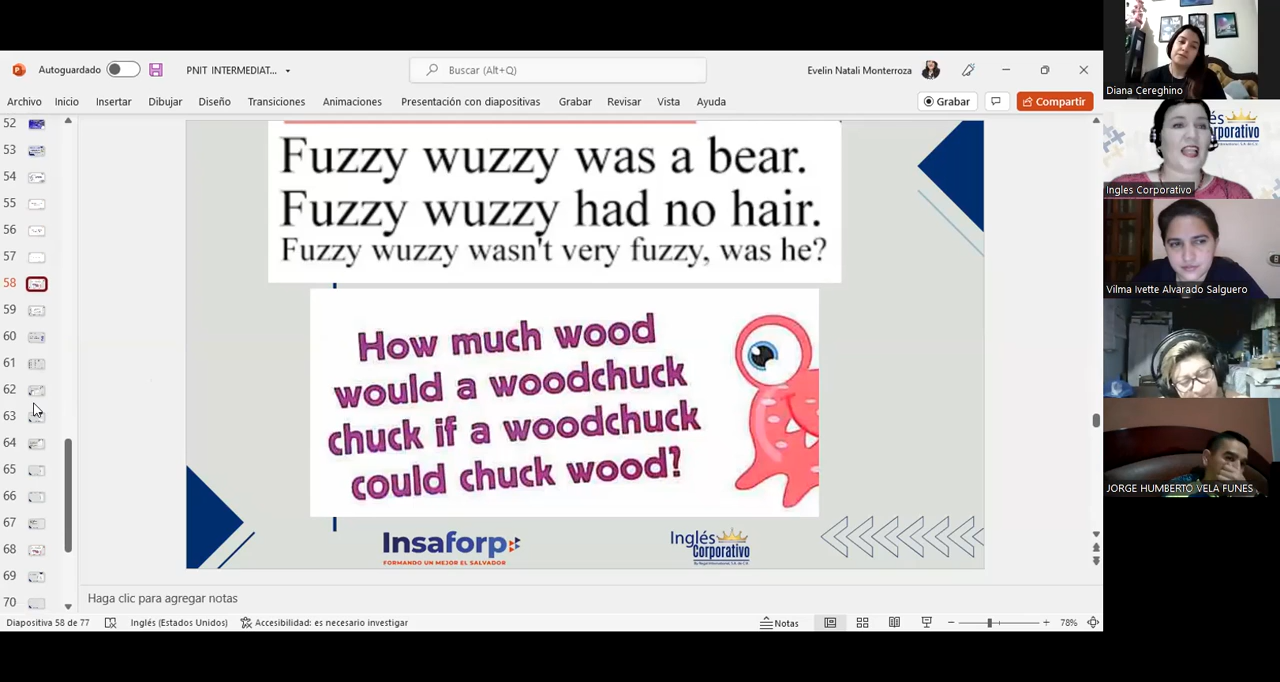 Autoguardado
PNIT INTERMEDIAT...
Buscar (Alt+Q)
Evelin Natali Monterroza
Archivo Inicio Insertar Dibujar Diseño Transiciones Animaciones Presentación con diapositivas Grabar Revisar Vista Ayuda
Grabar
Compartir
52
53
54
55
56
57
58
59
60
61
62
63
64
65
66
67
68
69
70
Fuzzy wuzzy was a bear.
Fuzzy wuzzy had no hair.
Fuzzy wuzzy wasn't very fuzzy, was he?
How much wood
would a woodchuck
chuck if a woodchuck
could chuck wood?
Insaforp
FORMANDO UN MEJOR EL SALVADOR
Inglés
Corporativo
Haga clic para agregar notas
Diapositiva 58 de 77
Inglés (Estados Unidos)
Accesibilidad: es necesario investigar
Notas
78%
Diana Cereghino
és
orporativo
Ingles Corporativo
Vilma Ivette Alvarado Salguero
JORGE HUMBERTO VELA FUNES